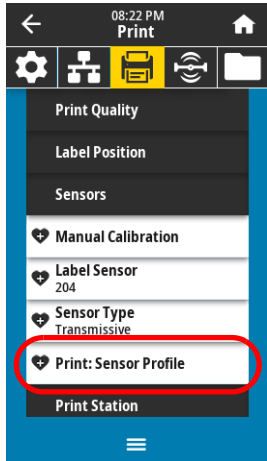 08:22 PM
Print
Print Quality
Label Position
Sensors
Manual Calibration
Label Sensor
204
Sensor Type
Transmissive
Print: Sensor Profile
Print Station